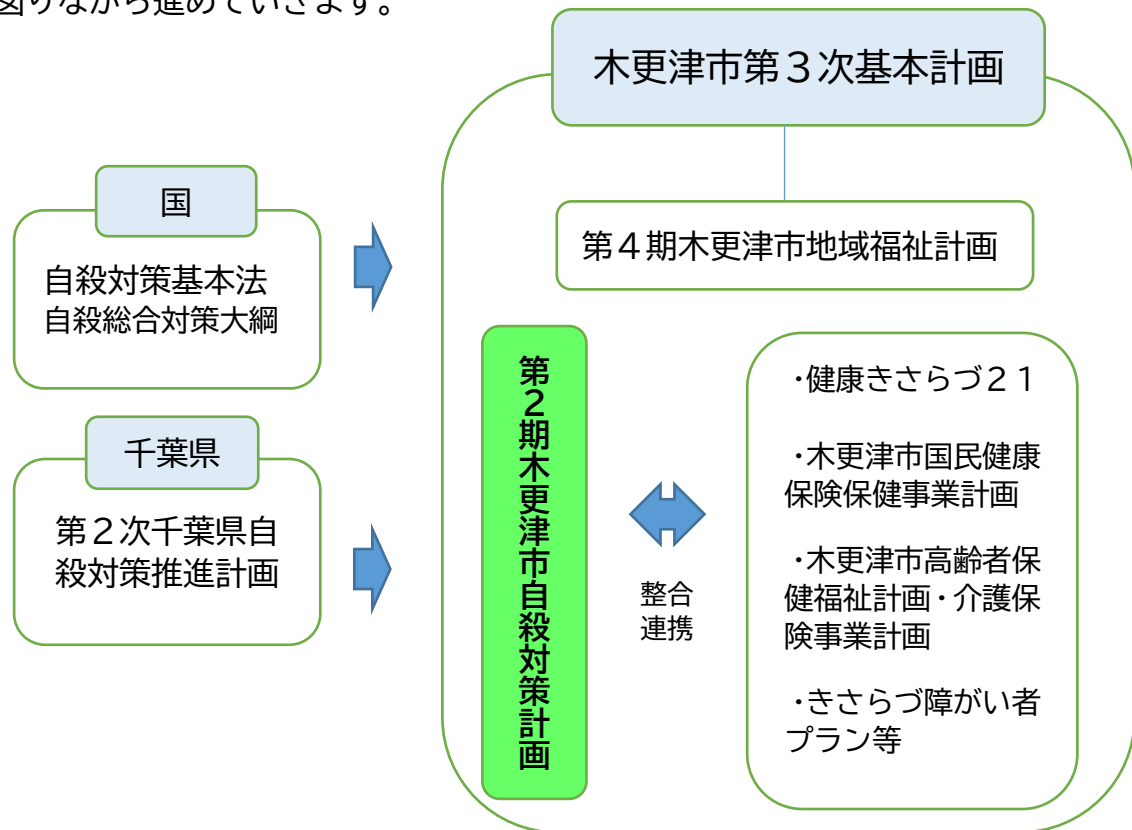 図りながら進めていきます。
木更津市第３次基本計画
国
自殺対策基本法
自殺総合対策大綱
第４期木更津市地域福祉計画
千葉県
第２次千葉県自
殺対策推進計画
第２期木更津市自殺対策計画
整合
連携
・健康きさらづ２１
・木更津市国民健康
保険保健事業計画
・木更津市高齢者保
健福祉計画・介護保
険事業計画
・きさらづ障がい者
プラン等